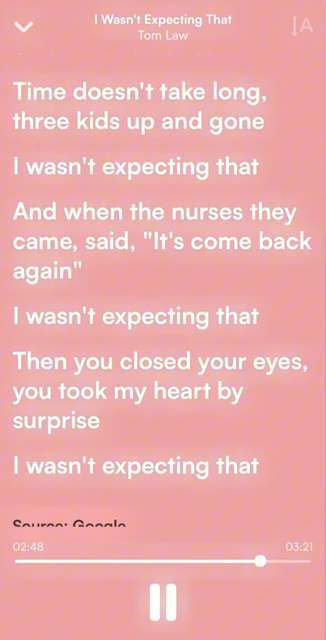 I Wasn't Expecting That
Tom Law
Time doesn't take long,
three kids up and gone
I wasn't expecting that
And when the nurses they
came, said, "It's come back
again"
I wasn't expecting that
Then you closed your eyes,
you took my heart by
surprise
I wasn't expecting that
Source: Google
02:48
03:21